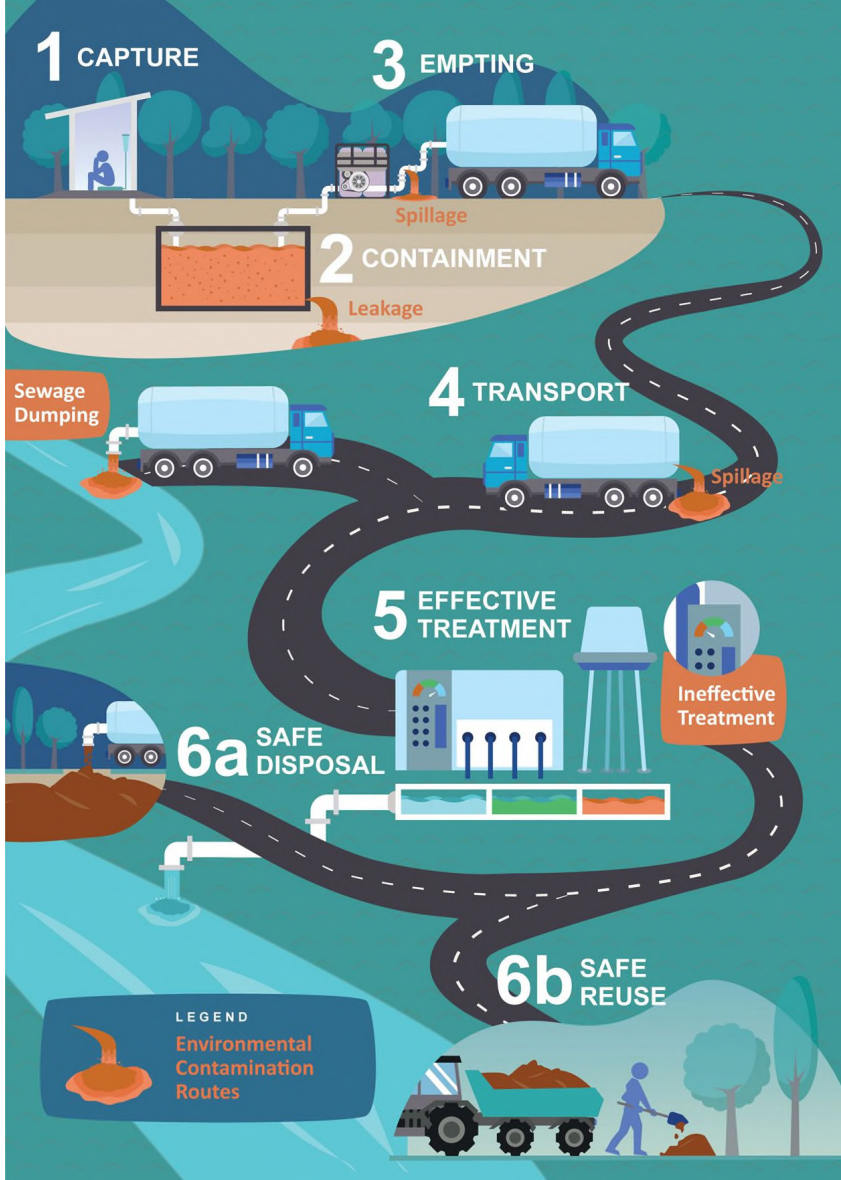 1 CAPTURE
3 EMPTING
Spillage
2 CONTAINMENT
Leakage
Sewage
Dumping
4 TRANSPORT
Spillage
5 EFFECTIVE
TREATMENT
Ineffective
Treatment
6a SAFE
DISPOSAL
6b SAFE
REUSE
LEGEND
Environmental
Contamination
Routes